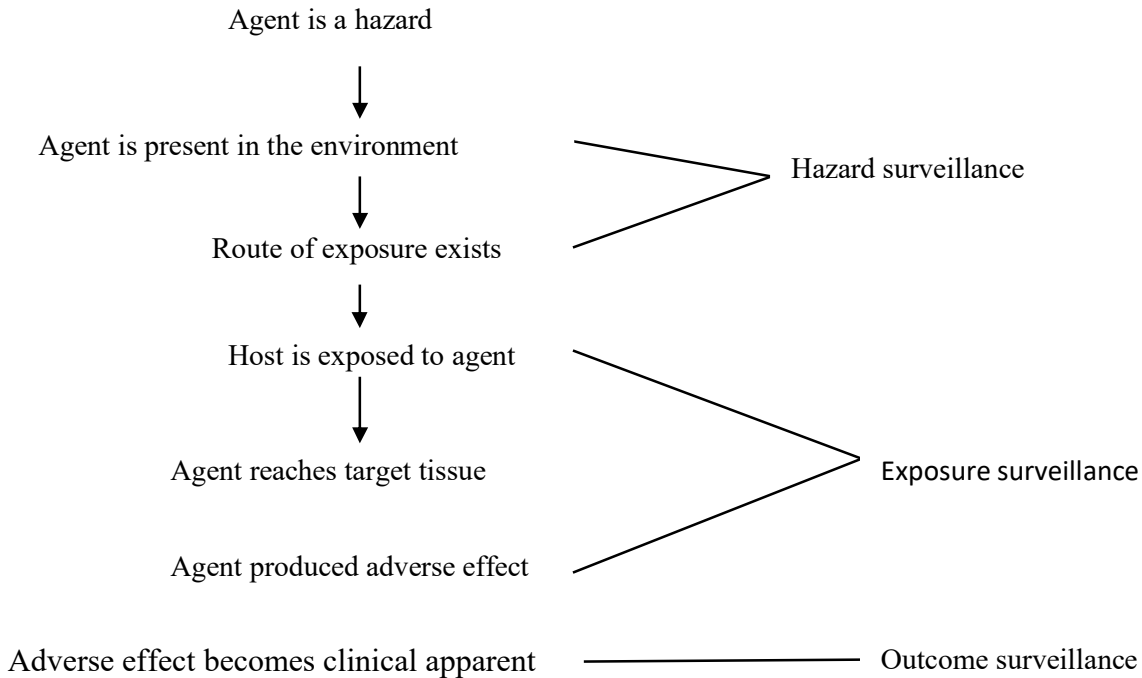 Agent is a hazard
Agent is present in the environment
Hazard surveillance
Route of exposure exists
Host is exposed to agent
Agent reaches target tissue
Exposure surveillance
Agent produced adverse effect
Adverse effect becomes clinical apparent
Outcome surveillance